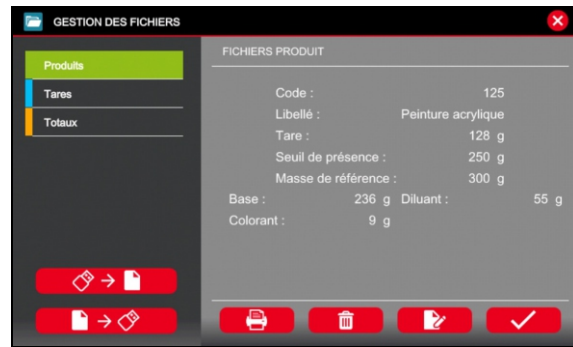 GESTION DES FICHIERS
Produits
Tares
Totaux
FICHIERS PRODUIT
Code : 125
Libellé : Peinture acrylique
Tare : 128 g
Seuil de présence : 250 g
Masse de référence : 300 g
Base : 236 g Diluant : 55 g
Colorant : 9 g